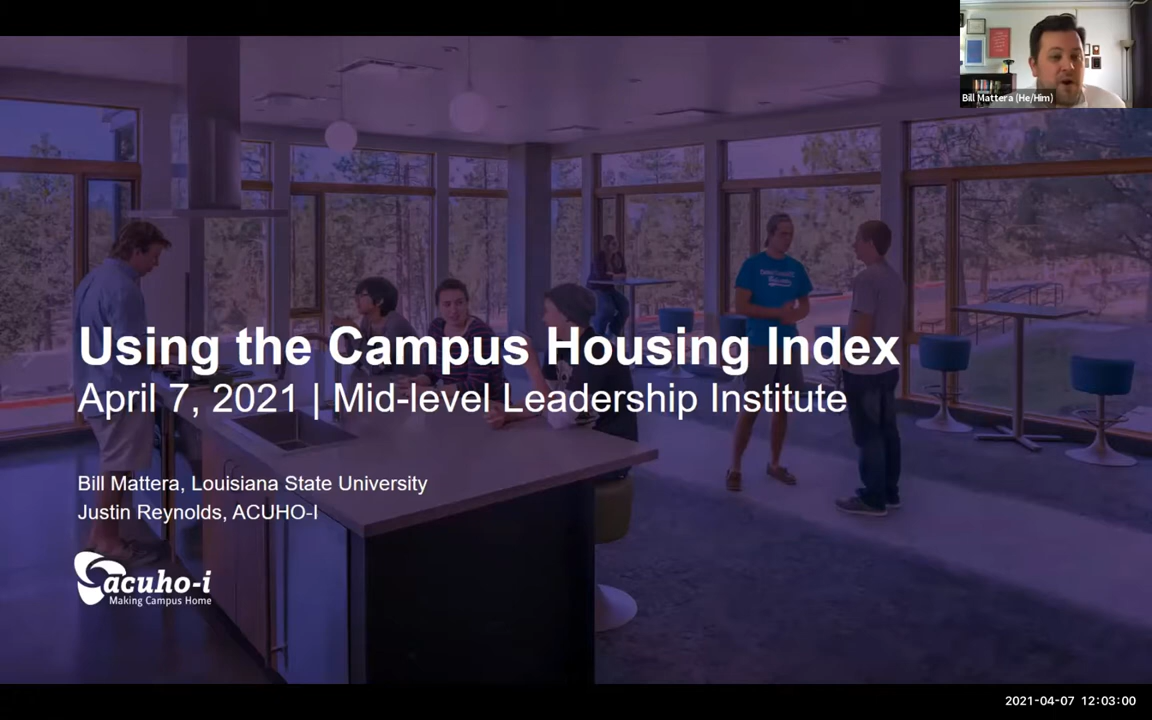 Bill Mattera (He/Him)
Using the Campus Housing Index
April 7, 2021 | Mid-level Leadership Institute
Bill Mattera, Louisiana State University
Justin Reynolds, ACUHO-I
acuho-i
Making Campus Home
2021-04-07 12:03:00